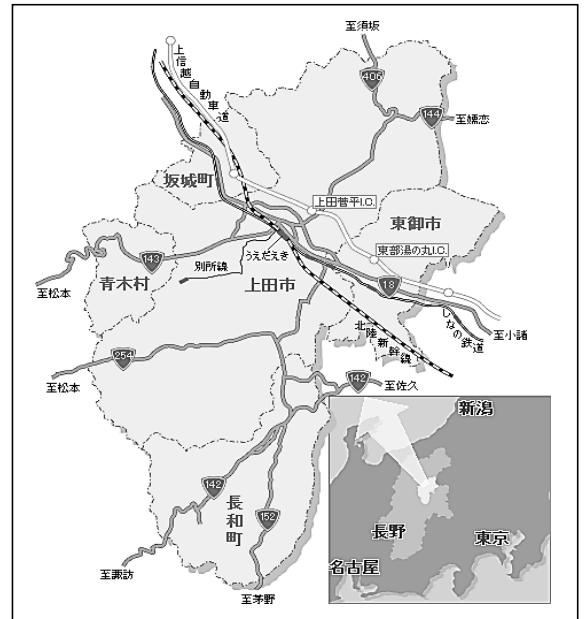 至須坂
上信越自動車道
406
144
至嬬恋
坂城町
上田菅平I.C.
東御市
東部湯の丸I.C.
うえだえき
143
別所線
上田市
青木村
18
至松本
北陸新幹線
しなの鉄道
至小諸
254
至松本
142
至佐久
新潟
142
長和町
152
長野
東京
名古屋
至諏訪
至茅野